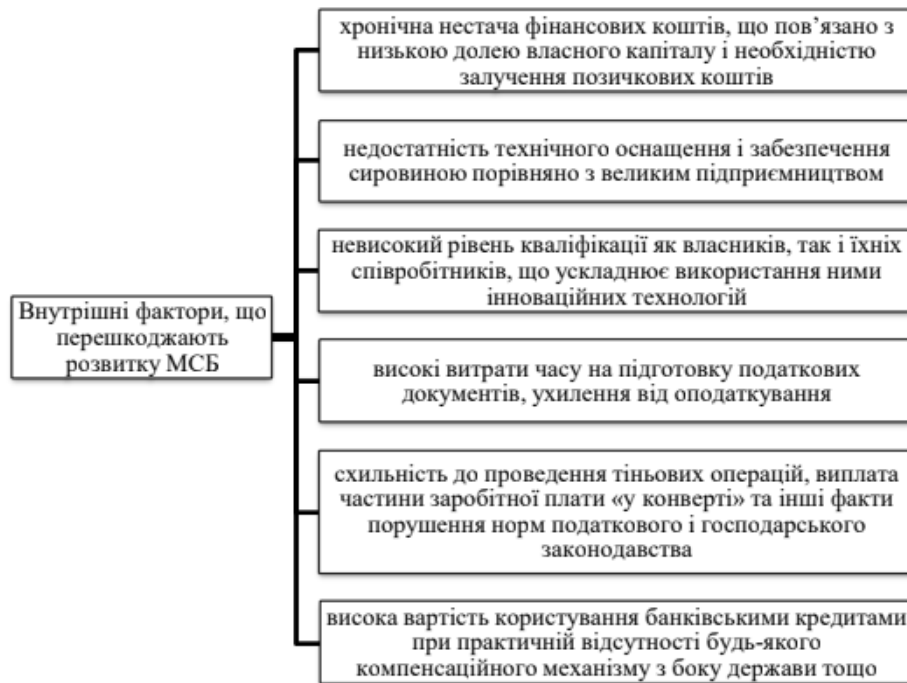 Внутрішні фактори, що
перешкоджають
розвитку МСБ
хронічна нестача фінансових коштів, що пов’язано з
низькою долею власного капіталу і необхідністю
залучення позичкових коштів
недостатність технічного оснащення і забезпечення
сировиною порівняно з великим підприємництвом
невисокий рівень кваліфікації як власників, так і їхніх
співробітників, що ускладнює використання ними
інноваційних технологій
високі витрати часу на підготовку податкових
документів, ухилення від оподаткування
схильність до проведення тіньових операцій, виплата
частини заробітної плати «у конверті» та інші факти
порушення норм податкового і господарського
законодавства
висока вартість користування банківськими кредитами
при практичній відсутності будь-якого
компенсаційного механізму з боку держави тощо